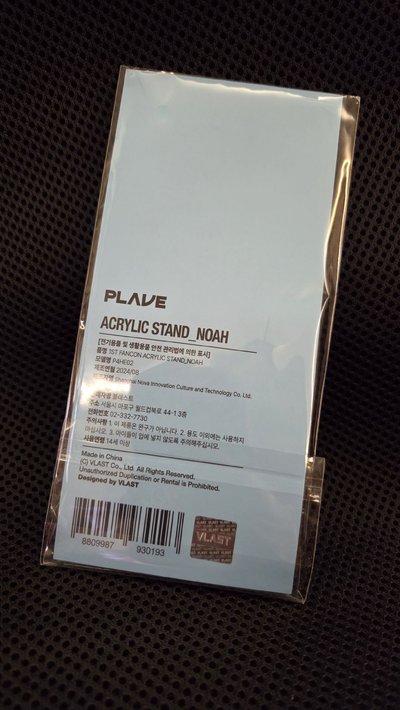 PLAVE
ACRYLIC STAND_NOAH
[전기용품 및 생활용품 안전 관리법에 의한 표시]
품명 1ST FANCON.ACRYLIC STAND_NOAH
모델명 P4HE02
제조연월 2024/08
제조자명 Shanghai Nova Innovation Culture and Technology Co. Ltd.
블래스트
주소 서울시 마포구 월드컵북로 44-1 3층
전화번호 02-332-7730
주의사항 1. 이 제품은 완구가 아닙니다. 2. 용도 이외에는 사용하지
마십시오. 3. 아이들이 입에 넣지 않도록 주의해주십시오.
사용연령 14세 이상
Made in China
(C) VLAST Co., Ltd. All Rights Reserved.
Unauthorized Duplication or Rental is Prohibited.
Designed by VLAST
8809987 930193
VLAST